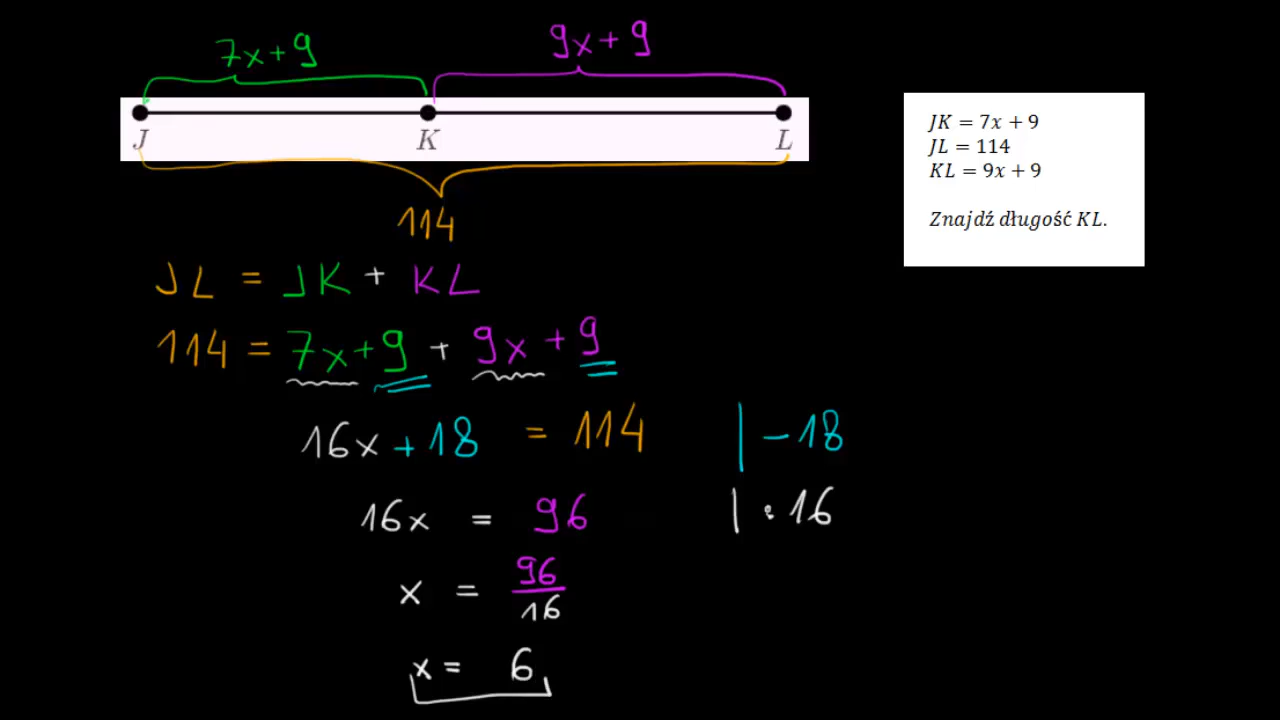 7x+9 9x+9
J K L
114
JK = 7x + 9
JL = 114
KL = 9x + 9
Znajdź długość KL.
JL = JK + KL
114 = 7x+9 + 9x+9
16x+18 = 114 | -18
16x = 96 | :16
x = 96/16
x = 6